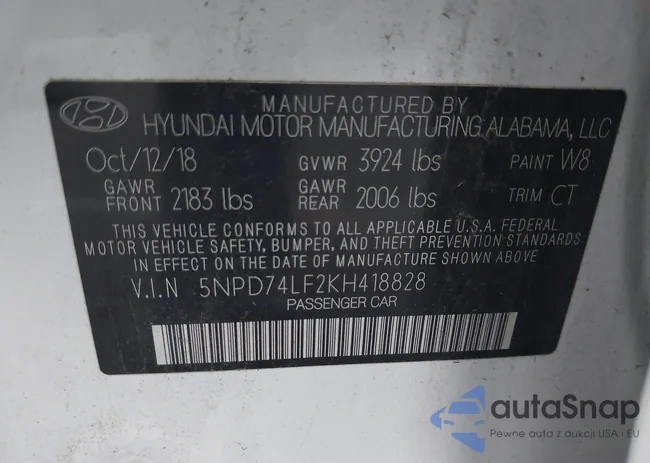 MANUFACTURED BY
HYUNDAI MOTOR MANUFACTURING ALABAMA, LLC
Oct/12/18 GVWR 3924 lbs PAINT W8
GAWR FRONT 2183 lbs GAWR REAR 2006 lbs TRIM CT
THIS VEHICLE CONFORMS TO ALL APPLICABLE U.S.A. FEDERAL
MOTOR VEHICLE SAFETY, BUMPER, AND THEFT PREVENTION STANDARDS
IN EFFECT ON THE DATE OF MANUFACTURE SHOWN ABOVE.
V.I.N 5NPD74LF2KH418828
PASSENGER CAR
autaSnap
Pewne auta z aukcji USA i EU